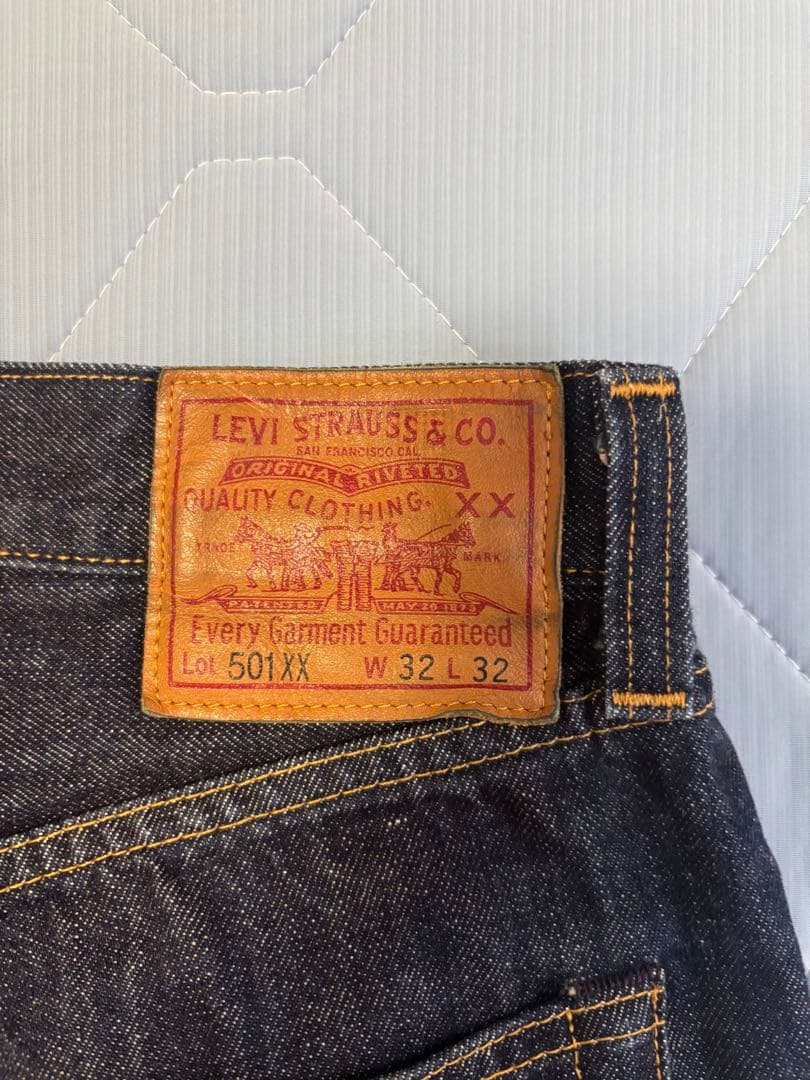 LEVI STRAUSS & CO.
SAN FRANCISCO CAL.
ORIGINAL RIVETED
QUALITY CLOTHING. XX
TRADE MARK
PATENTED MAY 20 1873
Every Garment Guaranteed
Lot 501XX W 32 L 32